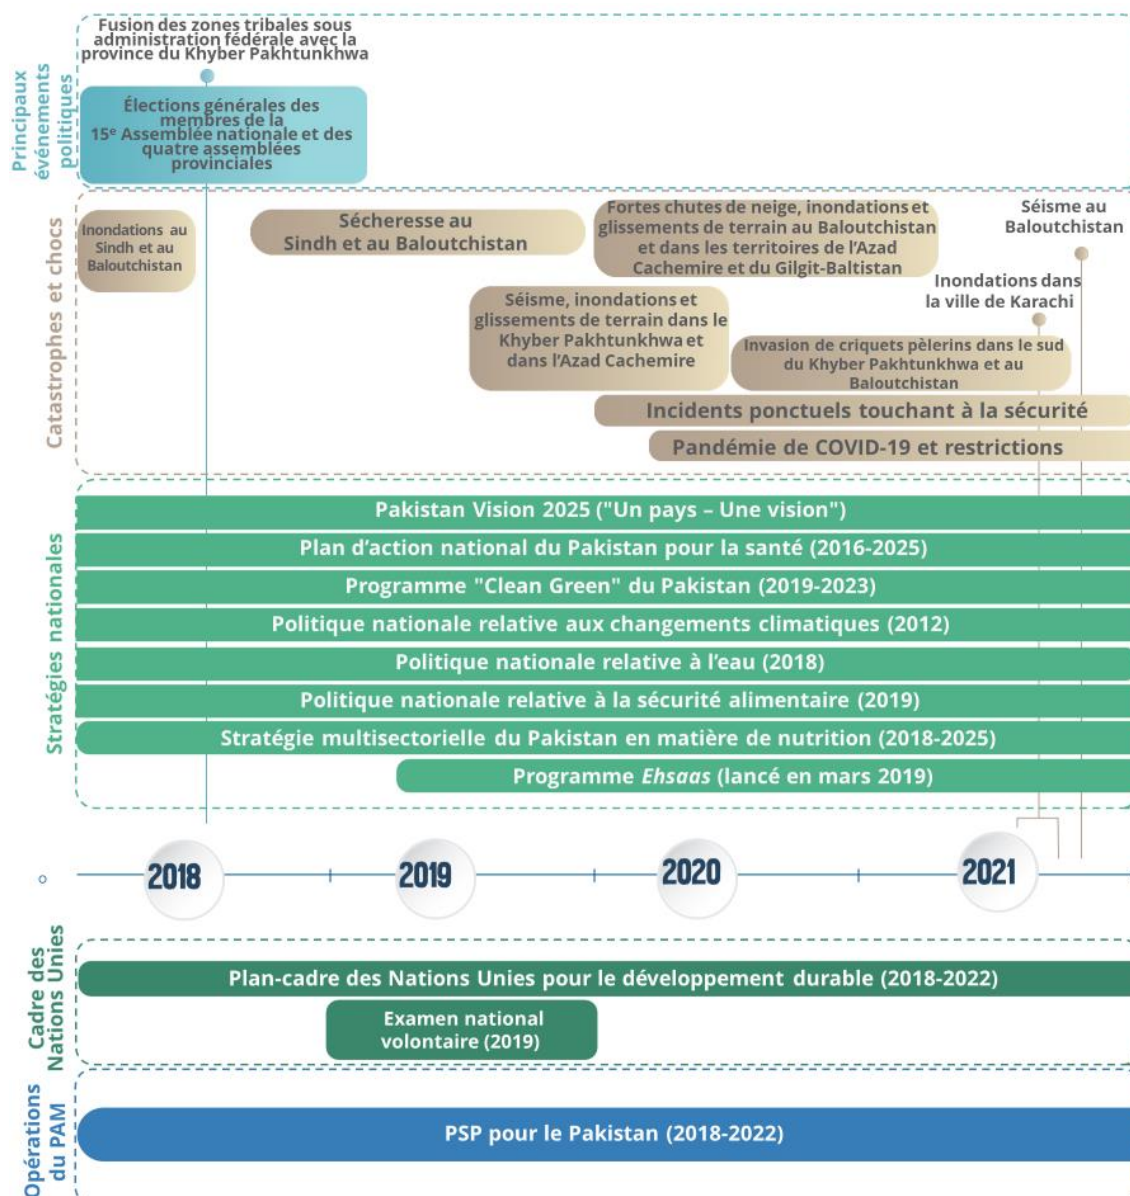 Principaux
événements
politiques
Fusion des zones tribales sous
administration fédérale avec la
province du Khyber Pakhtunkhwa
Élections générales des
membres de la
15e Assemblée nationale et des
quatre assemblées
provinciales
Catastrophes et chocs
Inondations au
Sindh et au
Baloutchistan
Sécheresse au
Sindh et au Baloutchistan
Fortes chutes de neige, inondations et
glissements de terrain au Baloutchistan
et dans les territoires de l'Azad
Cachemire et du Gilgit-Baltistan
Séisme au
Baloutchistan
Inondations dans
la ville de Karachi
Séisme, inondations et
glissements de terrain dans le
Khyber Pakhtunkhwa et
dans l'Azad Cachemire
Invasion de criquets pèlerins dans le sud
du Khyber Pakhtunkhwa et au
Baloutchistan
Incidents ponctuels touchant à la sécurité
Pandémie de COVID-19 et restrictions
Stratégies nationales
Pakistan Vision 2025 ("Un pays – Une vision")
Plan d'action national du Pakistan pour la santé (2016-2025)
Programme "Clean Green" du Pakistan (2019-2023)
Politique nationale relative aux changements climatiques (2012)
Politique nationale relative à l'eau (2018)
Politique nationale relative à la sécurité alimentaire (2019)
Stratégie multisectorielle du Pakistan en matière de nutrition (2018-2025)
Programme Ehsaas (lancé en mars 2019)
2018
2019
2020
2021
Cadre des
Nations Unies
Plan-cadre des Nations Unies pour le développement durable (2018-2022)
Examen national
volontaire (2019)
Opérations
du PAM
PSP pour le Pakistan (2018-2022)